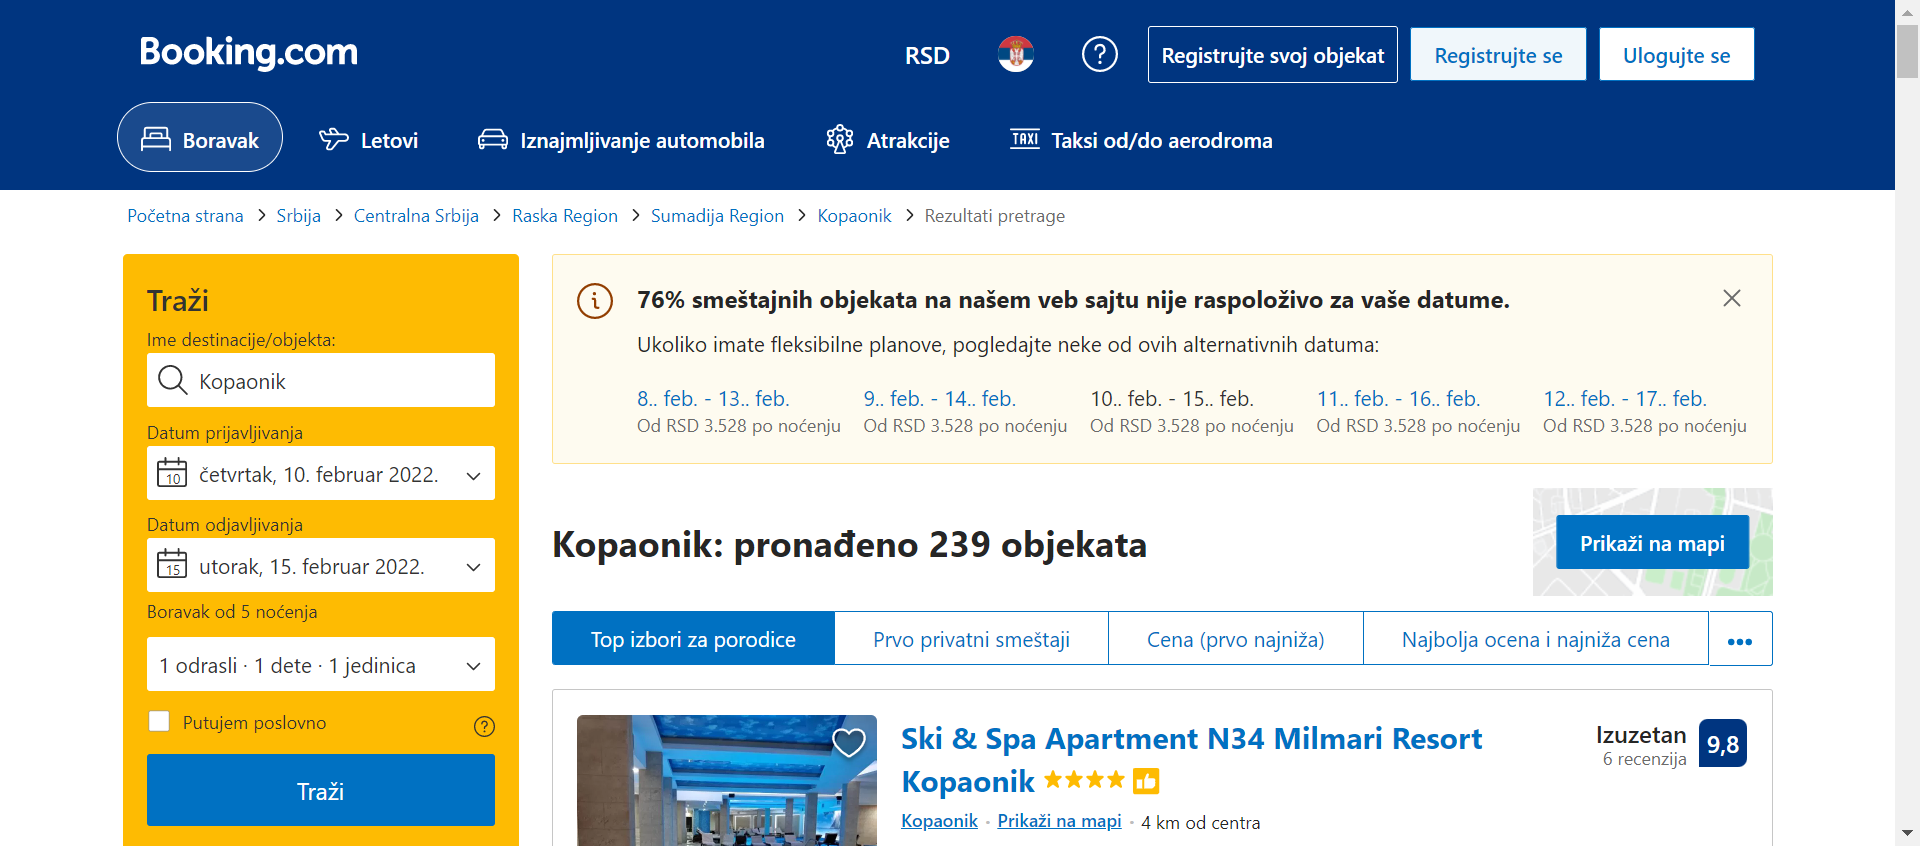 Booking.com
RSD
Registrujte svoj objekat
Registrujte se
Ulogujte se
Boravak
Letovi
Iznajmljivanje automobila
Atrakcije
TAXI Taksi od/do aerodroma
Početna strana > Srbija > Centralna Srbija > Raska Region > Sumadija Region > Kopaonik > Rezultati pretrage
Traži
Ime destinacije/objekta:
Kopaonik
Datum prijavljivanja
10 četvrtak, 10. februar 2022.
Datum odjavljivanja
15 utorak, 15. februar 2022.
Boravak od 5 noćenja
1 odrasli · 1 dete · 1 jedinica
Putujem poslovno
Traži
76% smeštajnih objekata na našem veb sajtu nije raspoloživo za vaše datume.
Ukoliko imate fleksibilne planove, pogledajte neke od ovih alternativnih datuma:
8.. feb. - 13.. feb.
Od RSD 3.528 po noćenju
9.. feb. - 14.. feb.
Od RSD 3.528 po noćenju
10.. feb. - 15.. feb.
Od RSD 3.528 po noćenju
11.. feb. - 16.. feb.
Od RSD 3.528 po noćenju
12.. feb. - 17.. feb.
Od RSD 3.528 po noćenju
Kopaonik: pronađeno 239 objekata
Prikaži na mapi
Top izbori za porodice
Prvo privatni smeštaji
Cena (prvo najniža)
Najbolja ocena i najniža cena
Ski & Spa Apartment N34 Milmari Resort
Kopaonik
Kopaonik · Prikaži na mapi · 4 km od centra
Izuzetan
6 recenzija
9,8